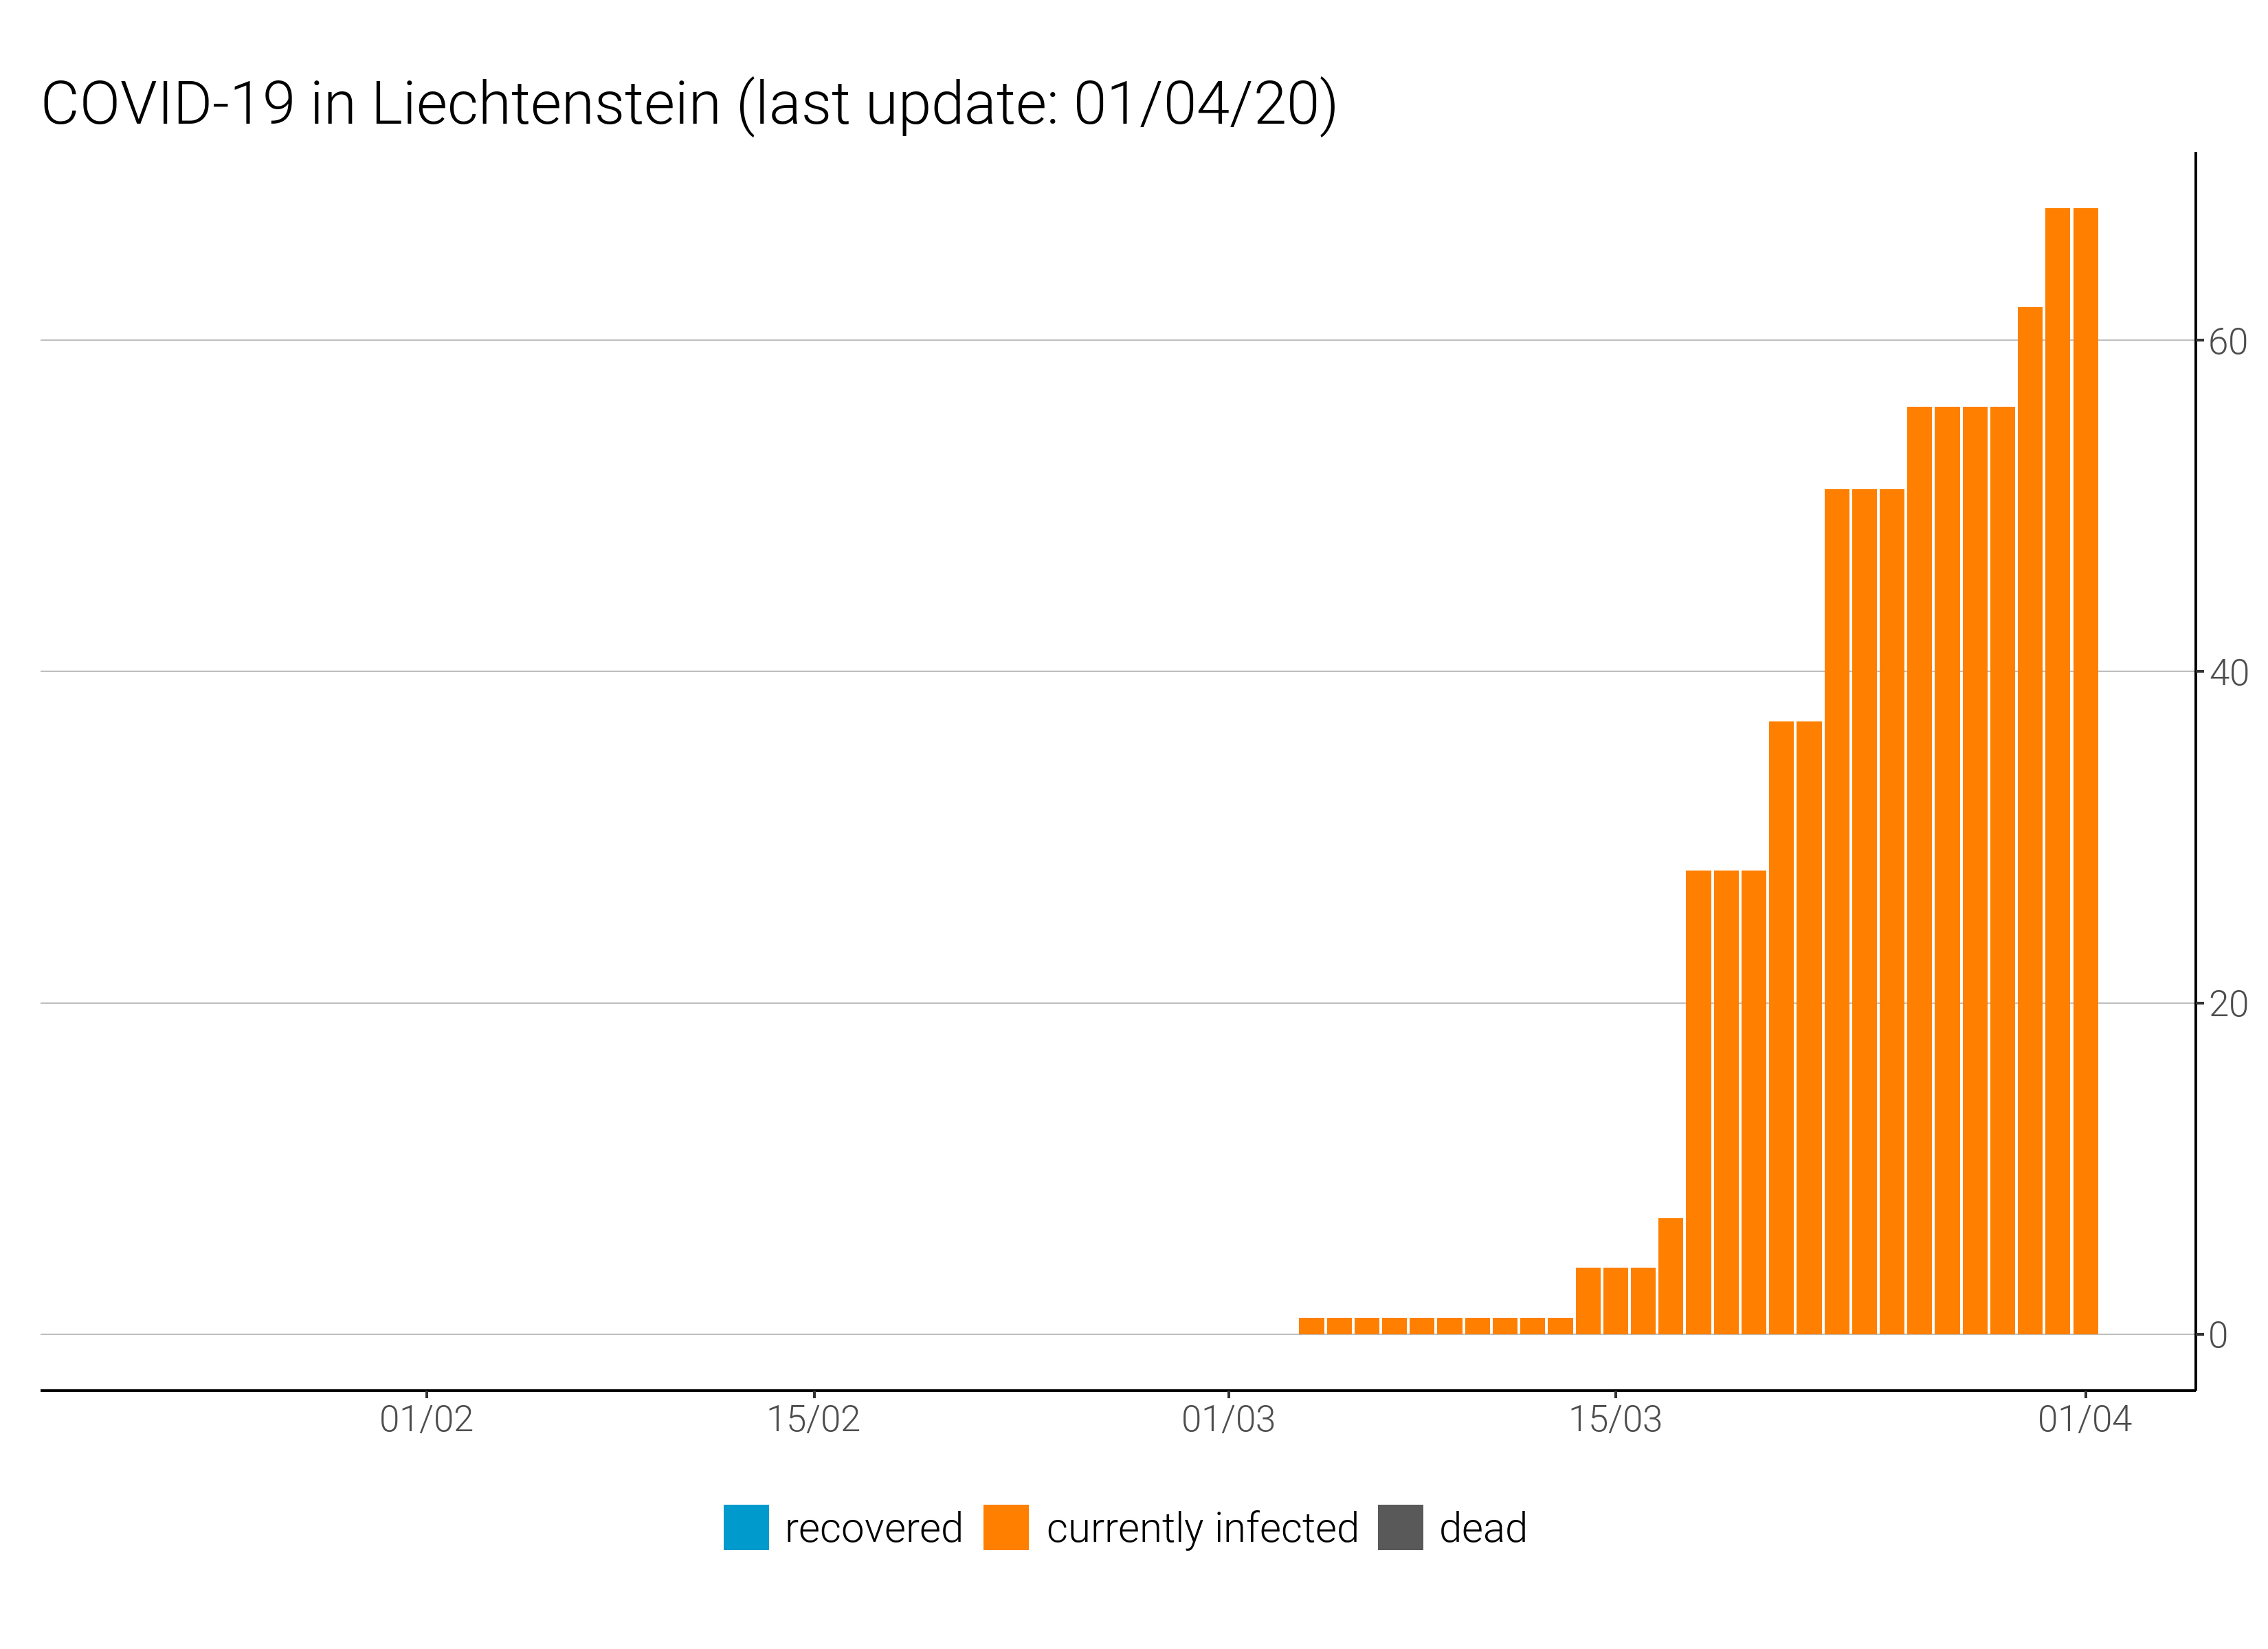 COVID-19 in Liechtenstein (last update: 01/04/20)
60
40
20
0
01/02 15/02 01/03 15/03 01/04
recovered currently infected dead